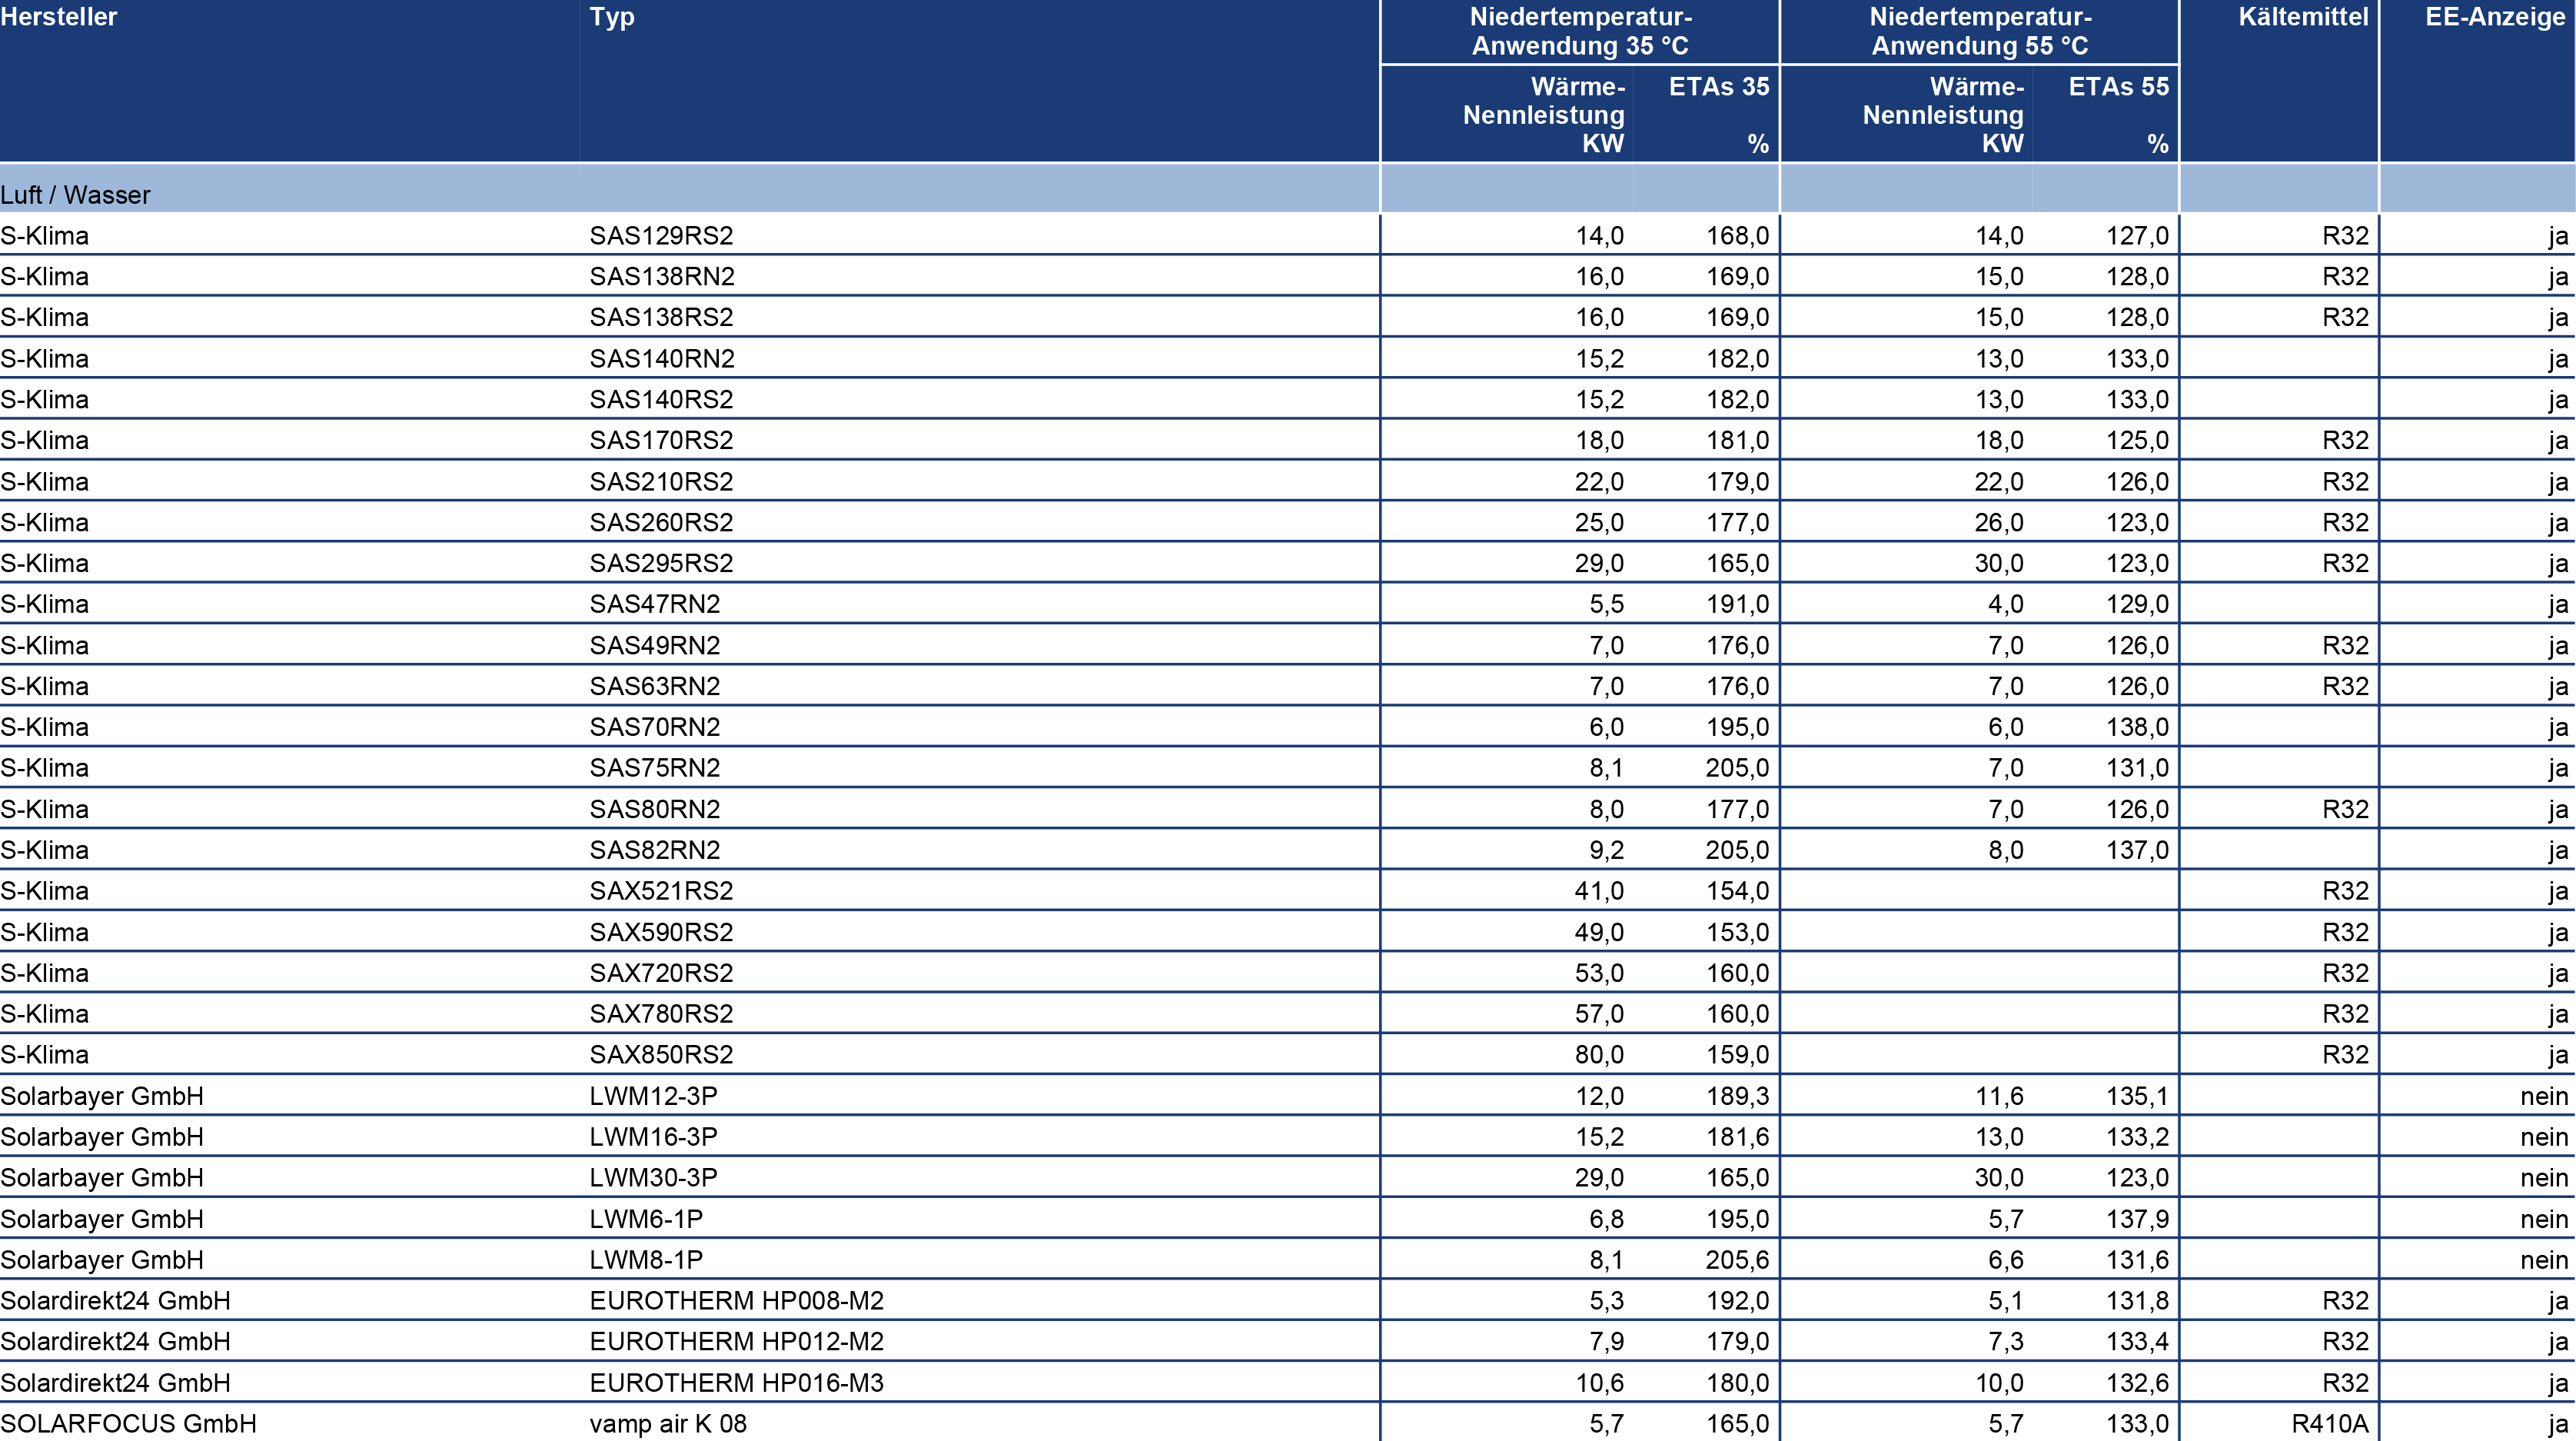 Hersteller Typ Niedertemperatur- Niedertemperatur- Kältemittel EE-Anzeige
Anwendung 35 °C Anwendung 55 °C
Wärme- ETAs 35 Wärme- ETAs 55
Nennleistung Nennleistung
KW % KW %
Luft / Wasser
S-Klima SAS129RS2 14,0 168,0 14,0 127,0 R32 ja
S-Klima SAS138RN2 16,0 169,0 15,0 128,0 R32 ja
S-Klima SAS138RS2 16,0 169,0 15,0 128,0 R32 ja
S-Klima SAS140RN2 15,2 182,0 13,0 133,0 ja
S-Klima SAS140RS2 15,2 182,0 13,0 133,0 ja
S-Klima SAS170RS2 18,0 181,0 18,0 125,0 R32 ja
S-Klima SAS210RS2 22,0 179,0 22,0 126,0 R32 ja
S-Klima SAS260RS2 25,0 177,0 26,0 123,0 R32 ja
S-Klima SAS295RS2 29,0 165,0 30,0 123,0 R32 ja
S-Klima SAS47RN2 5,5 191,0 4,0 129,0 ja
S-Klima SAS49RN2 7,0 176,0 7,0 126,0 R32 ja
S-Klima SAS63RN2 7,0 176,0 7,0 126,0 R32 ja
S-Klima SAS70RN2 6,0 195,0 6,0 138,0 ja
S-Klima SAS75RN2 8,1 205,0 7,0 131,0 ja
S-Klima SAS80RN2 8,0 177,0 7,0 126,0 R32 ja
S-Klima SAS82RN2 9,2 205,0 8,0 137,0 ja
S-Klima SAX521RS2 41,0 154,0 R32 ja
S-Klima SAX590RS2 49,0 153,0 R32 ja
S-Klima SAX720RS2 53,0 160,0 R32 ja
S-Klima SAX780RS2 57,0 160,0 R32 ja
S-Klima SAX850RS2 80,0 159,0 R32 ja
Solarbayer GmbH LWM12-3P 12,0 189,3 11,6 135,1 nein
Solarbayer GmbH LWM16-3P 15,2 181,6 13,0 133,2 nein
Solarbayer GmbH LWM30-3P 29,0 165,0 30,0 123,0 nein
Solarbayer GmbH LWM6-1P 6,8 195,0 5,7 137,9 nein
Solarbayer GmbH LWM8-1P 8,1 205,6 6,6 131,6 nein
Solardirekt24 GmbH EUROTHERM HP008-M2 5,3 192,0 5,1 131,8 R32 ja
Solardirekt24 GmbH EUROTHERM HP012-M2 7,9 179,0 7,3 133,4 R32 ja
Solardirekt24 GmbH EUROTHERM HP016-M3 10,6 180,0 10,0 132,6 R32 ja
SOLARFOCUS GmbH vamp air K 08 5,7 165,0 5,7 133,0 R410A ja